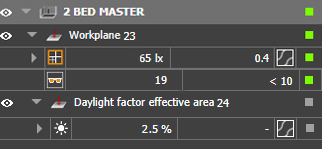 2 BED MASTER
Workplane 23
65 lx 0.4
19 < 10
Daylight factor effective area 24
2.5 % -